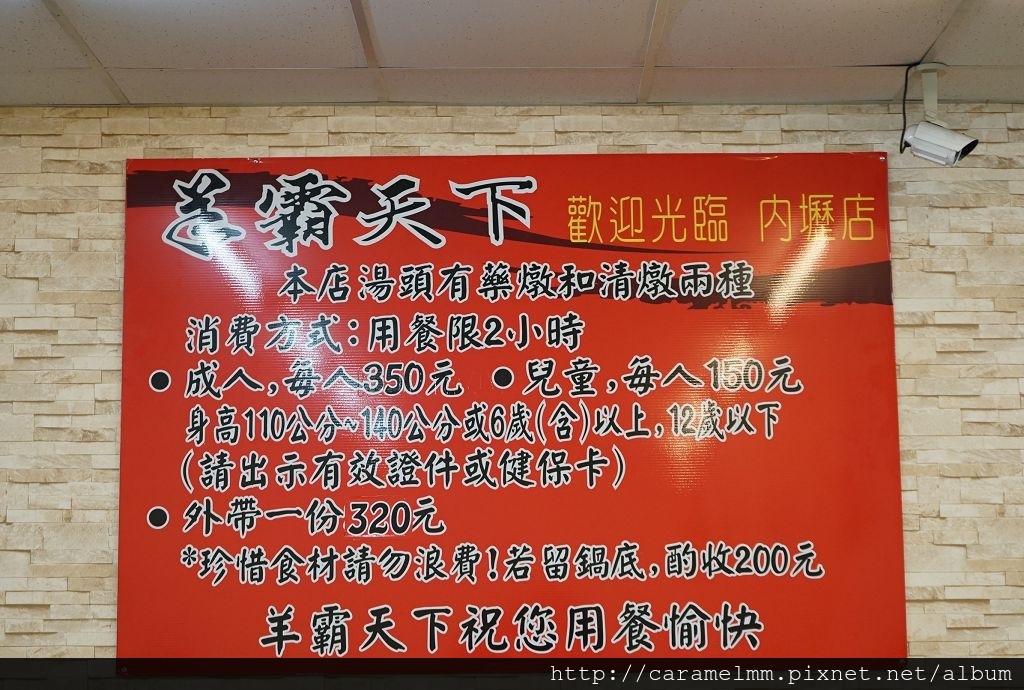 羊霸天下 歡迎光臨 內壢店
本店湯頭有藥燉和清燉兩種
消費方式:用餐限2小時
●成人,每人350元 ●兒童,每人150元
身高110公分~140公分或6歲(含)以上,12歲以下
(請出示有效證件或健保卡)
●外帶一份320元
*珍惜食材請勿浪費!若留鍋底,酌收200元
羊霸天下祝您用餐愉快
http://caramelmm.pixnet.net/album